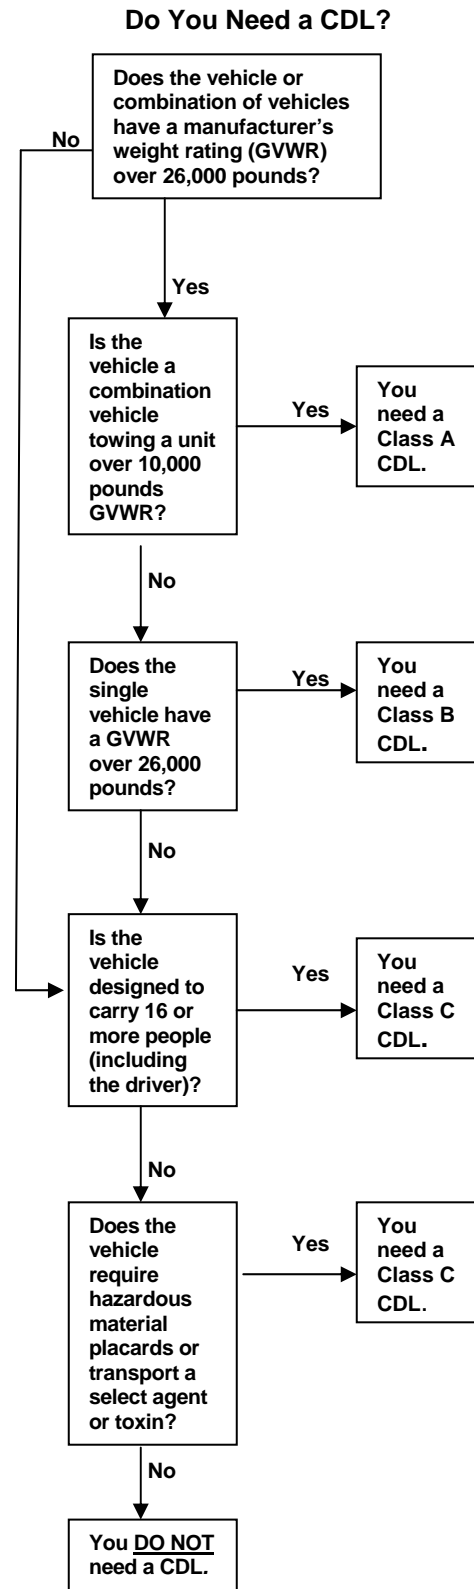 Do You Need a CDL?
Does the vehicle or
combination of vehicles
have a manufacturer's
weight rating (GVWR)
over 26,000 pounds?
No
Yes
Is the
vehicle a
combination
vehicle
towing a unit
over 10,000
pounds
GVWR?
Yes
You
need a
Class A
CDL.
No
Does the
single
vehicle have
a GVWR
over 26,000
pounds?
Yes
You
need a
Class B
CDL.
No
Is the
vehicle
designed to
carry 16 or
more people
(including
the driver)?
Yes
You
need a
Class C
CDL.
No
Does the
vehicle
require
hazardous
material
placards or
transport a
select agent
or toxin?
Yes
You
need a
Class C
CDL.
No
You DO NOT
need a CDL.